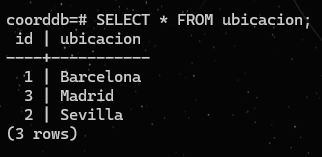 coorddb=# SELECT * FROM ubicacion;
 id | ubicacion
----+-----------
  1 | Barcelona
  3 | Madrid
  2 | Sevilla
(3 rows)